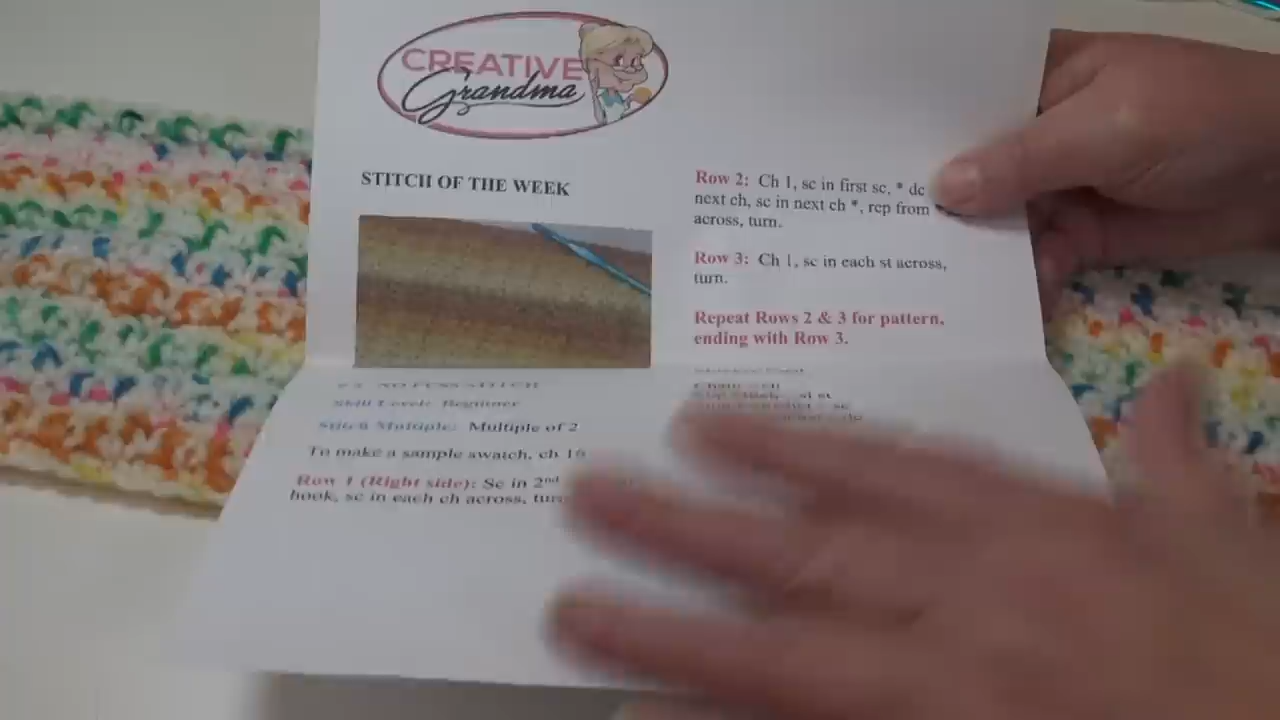 CREATIVE
Grandma
STITCH OF THE WEEK
NO FUSS STITCH
Skill Level: Beginner
Stitch Multiple: Multiple of 2
To make a sample swatch, ch 16
Row 1 (Right side): Sc in 2nd
hook, sc in each ch across, turn
Row 2: Ch 1, sc in first sc, * dc
next ch, sc in next ch *, rep from
across, turn.
Row 3: Ch 1, sc in each st across,
turn.
Repeat Rows 2 & 3 for pattern,
ending with Row 3.